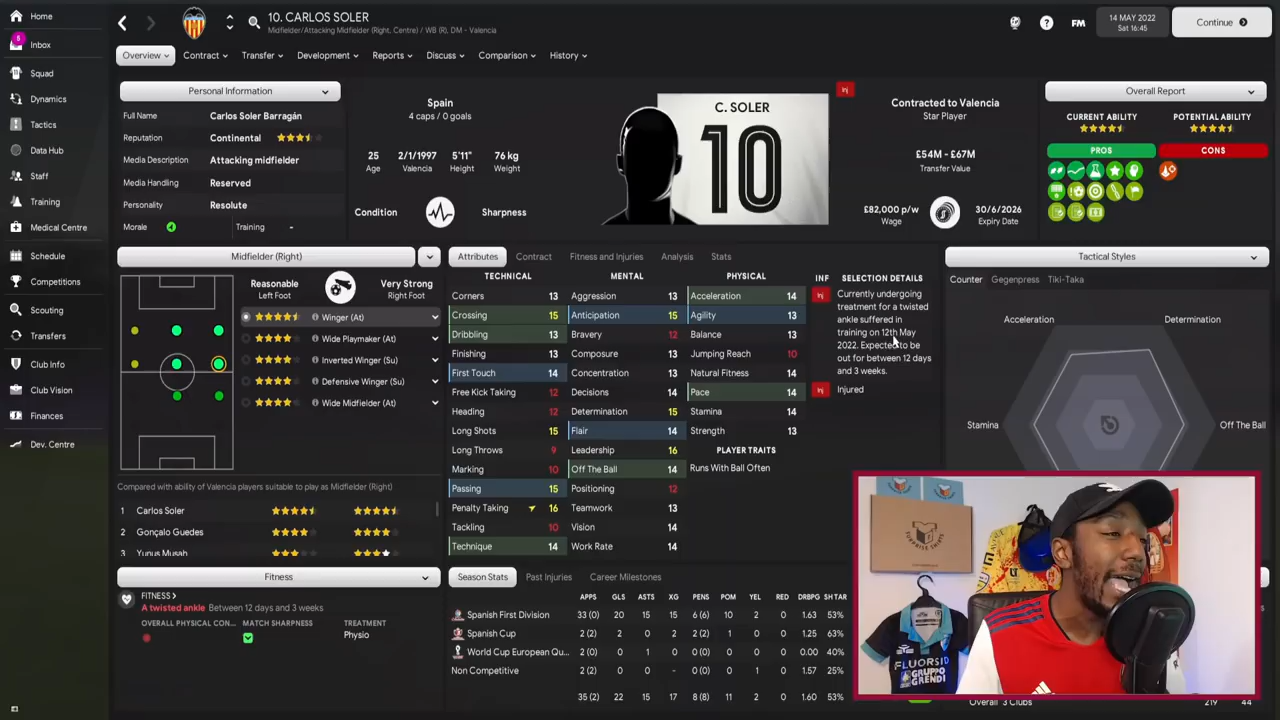 Home
5
Inbox
Squad
Dynamics
Tactics
Data Hub
Staff
Training
Medical Centre
Schedule
Competitions
Scouting
Transfers
Club Info
Club Vision
Finances
Dev. Centre
10. CARLOS SOLER
Midfielder/Attacking Midfielder (Right, Centre) / WB (R), DM - Valencia
?
FM
14 MAY 2022
Sat 16:45
Continue
Overview
Contract
Transfer
Development
Reports
Discuss
Comparison
History
Personal Information
Full Name Carlos Soler Barragán
Reputation Continental
Media Description Attacking midfielder
Media Handling Reserved
Personality Resolute
Morale
Training -
Spain
4 caps / 0 goals
25 2/1/1997 5'11" 76 kg
Age Valencia Height Weight
Condition
Sharpness
C. SOLER
10
Inj
Contracted to Valencia
Star Player
£54M - £67M
Transfer Value
£82,000 p/w
Wage
30/6/2026
Expiry Date
Overall Report
CURRENT ABILITY
POTENTIAL ABILITY
PROS
CONS
Midfielder (Right)
Reasonable
Left Foot
Very Strong
Right Foot
Winger (At)
Wide Playmaker (At)
Inverted Winger (Su)
Defensive Winger (Su)
Wide Midfielder (At)
Compared with ability of Valencia players suitable to play as Midfielder (Right)
1 Carlos Soler
2 Gonçalo Guedes
3 Yunus Musah
Fitness
FITNESS >
A twisted ankle Between 12 days and 3 weeks
OVERALL PHYSICAL CON...
MATCH SHARPNESS
TREATMENT
Physio
Attributes
Contract
Fitness and Injuries
Analysis
Stats
TECHNICAL
Corners 13
Crossing 15
Dribbling 13
Finishing 13
First Touch 14
Free Kick Taking 12
Heading 12
Long Shots 15
Long Throws 9
Marking 10
Passing 15
Penalty Taking 16
Tackling 10
Technique 14
MENTAL
Aggression 13
Anticipation 15
Bravery 12
Composure 13
Concentration 13
Decisions 14
Determination 15
Flair 14
Leadership 16
Off The Ball 14
Positioning 12
Teamwork 13
Vision 14
Work Rate 14
PHYSICAL
Acceleration 14
Agility 13
Balance 13
Jumping Reach 10
Natural Fitness 14
Pace 14
Stamina 14
Strength 13
PLAYER TRAITS
Runs With Ball Often
INF SELECTION DETAILS
Inj
Currently undergoing
treatment for a twisted
ankle suffered in
training on 12th May
2022. Expected to be
out for between 12 days
and 3 weeks.
Inj Injured
Tactical Styles
Counter
Gegenpress
Tiki-Taka
Acceleration
Determination
Stamina
Off The Ball
Season Stats
Past Injuries
Career Milestones
APPS GLS ASTS XG PENS POM YEL RED DRBPG SH TAR
Spanish First Division 33 (0) 20 15 15 6 (6) 10 2 0 1.63 53%
Spanish Cup 2 (2) 2 0 2 2 (2) 1 0 0 1.25 63%
World Cup European Qu... 2 (0) 0 1 0 0 (0) 0 0 0 0.00 40%
Non Competitive 2 (2) 0 0 - 0 (0) 0 1 0 1.57 25%
35 (2) 22 15 17 8 (8) 11 2 0 1.60 53%
Overall 3 Clubs 219 44
SURPRISE SHIRTS
FLUORSID
GRUPPO
GRENDI